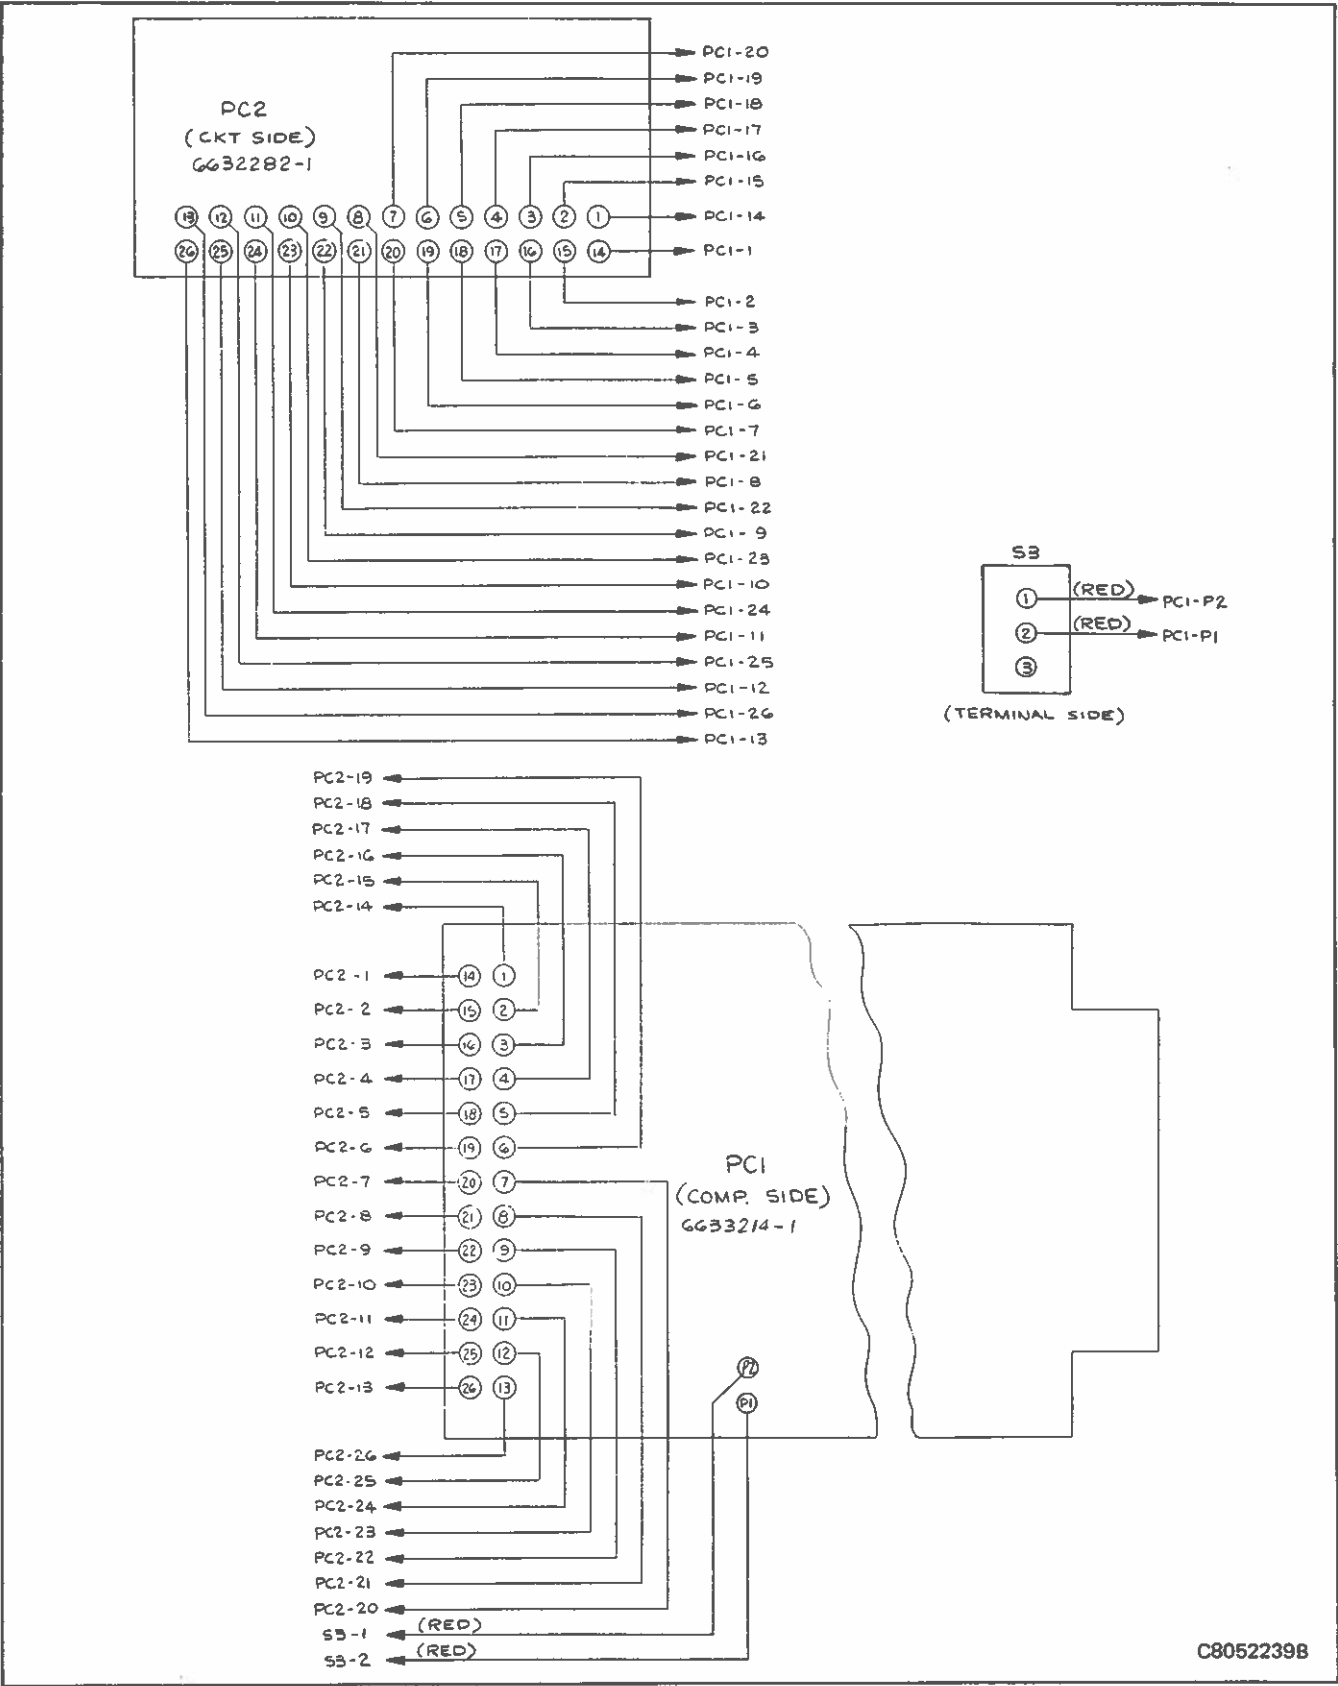 PC1-20
PC1-19
PC1-18
PC1-17
PC1-16
PC1-15
PC2
(CKT SIDE)
6632282-1
13 12 11 10 9 8 7 6 5 4 3 2 1 PC1-14
26 25 24 23 22 21 20 19 18 17 16 15 14 PC1-1
PC1-2
PC1-3
PC1-4
PC1-5
PC1-6
PC1-7
PC1-21
PC1-8
PC1-22
PC1-9
PC1-23
PC1-10
PC1-24
PC1-11
PC1-25
PC1-12
PC1-26
PC1-13
S3
1 (RED) PC1-P2
2 (RED) PC1-P1
3
(TERMINAL SIDE)
PC2-19
PC2-18
PC2-17
PC2-16
PC2-15
PC2-14
PC2-1 14 1
PC2-2 15 2
PC2-3 16 3
PC2-4 17 4
PC2-5 18 5
PC2-6 19 6
PC2-7 20 7
PC2-8 21 8
PC2-9 22 9
PC2-10 23 10
PC2-11 24 11
PC2-12 25 12
PC2-13 26 13
PC1
(COMP. SIDE)
6633214-1
P2
P1
PC2-26
PC2-25
PC2-24
PC2-23
PC2-22
PC2-21
PC2-20
S3-1 (RED)
S3-2 (RED)
C8052239B